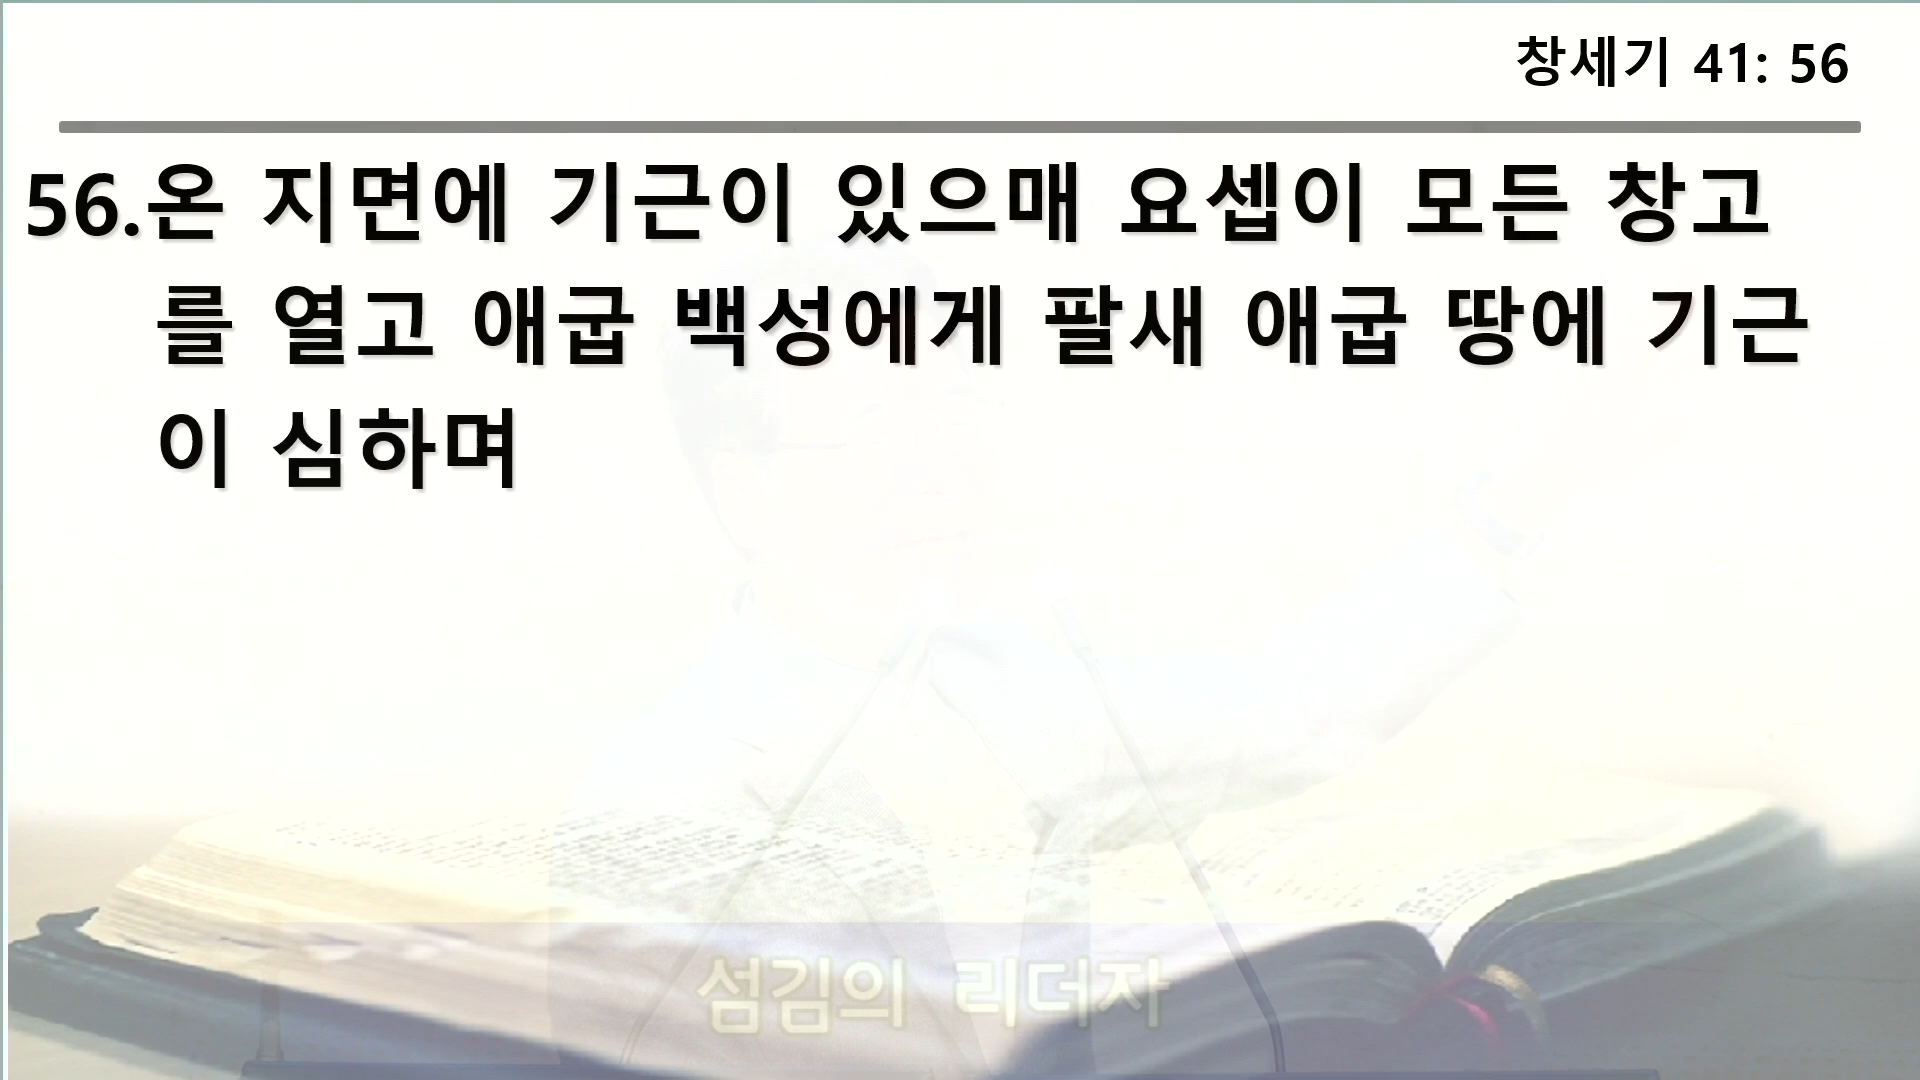 창세기 41: 56
56.온 지면에 기근이 있으매 요셉이 모든 창고
를 열고 애굽 백성에게 팔새 애굽 땅에 기근
이 심하며
섬김의 리더자